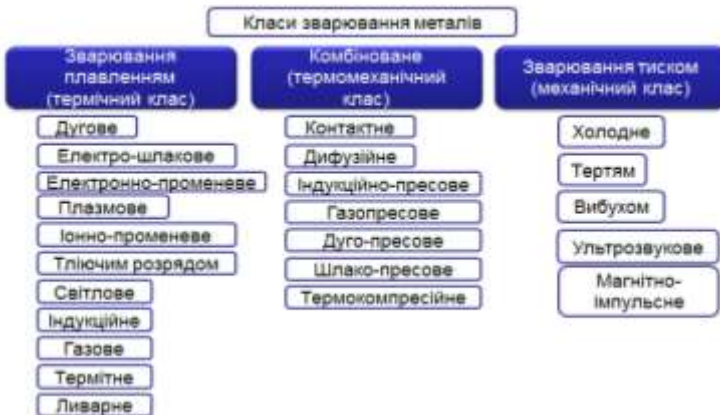 Класи зварювання металів
Зварювання
плавленням
(термічний клас)
Дугове
Електро-шлакове
Електронно-променеве
Плазмове
Іонно-променеве
Тліючим розрядом
Світлове
Індукційне
Газове
Термітне
Ливарне
Комбіноване
(термомеханічний
клас)
Контактне
Дифузійне
Індукційно-пресове
Газопресове
Дуго-пресове
Шлако-пресове
Термокомпресійне
Зварювання тиском
(механічний клас)
Холодне
Тертям
Вибухом
Ультрозвукове
Магнітно-
імпульсне